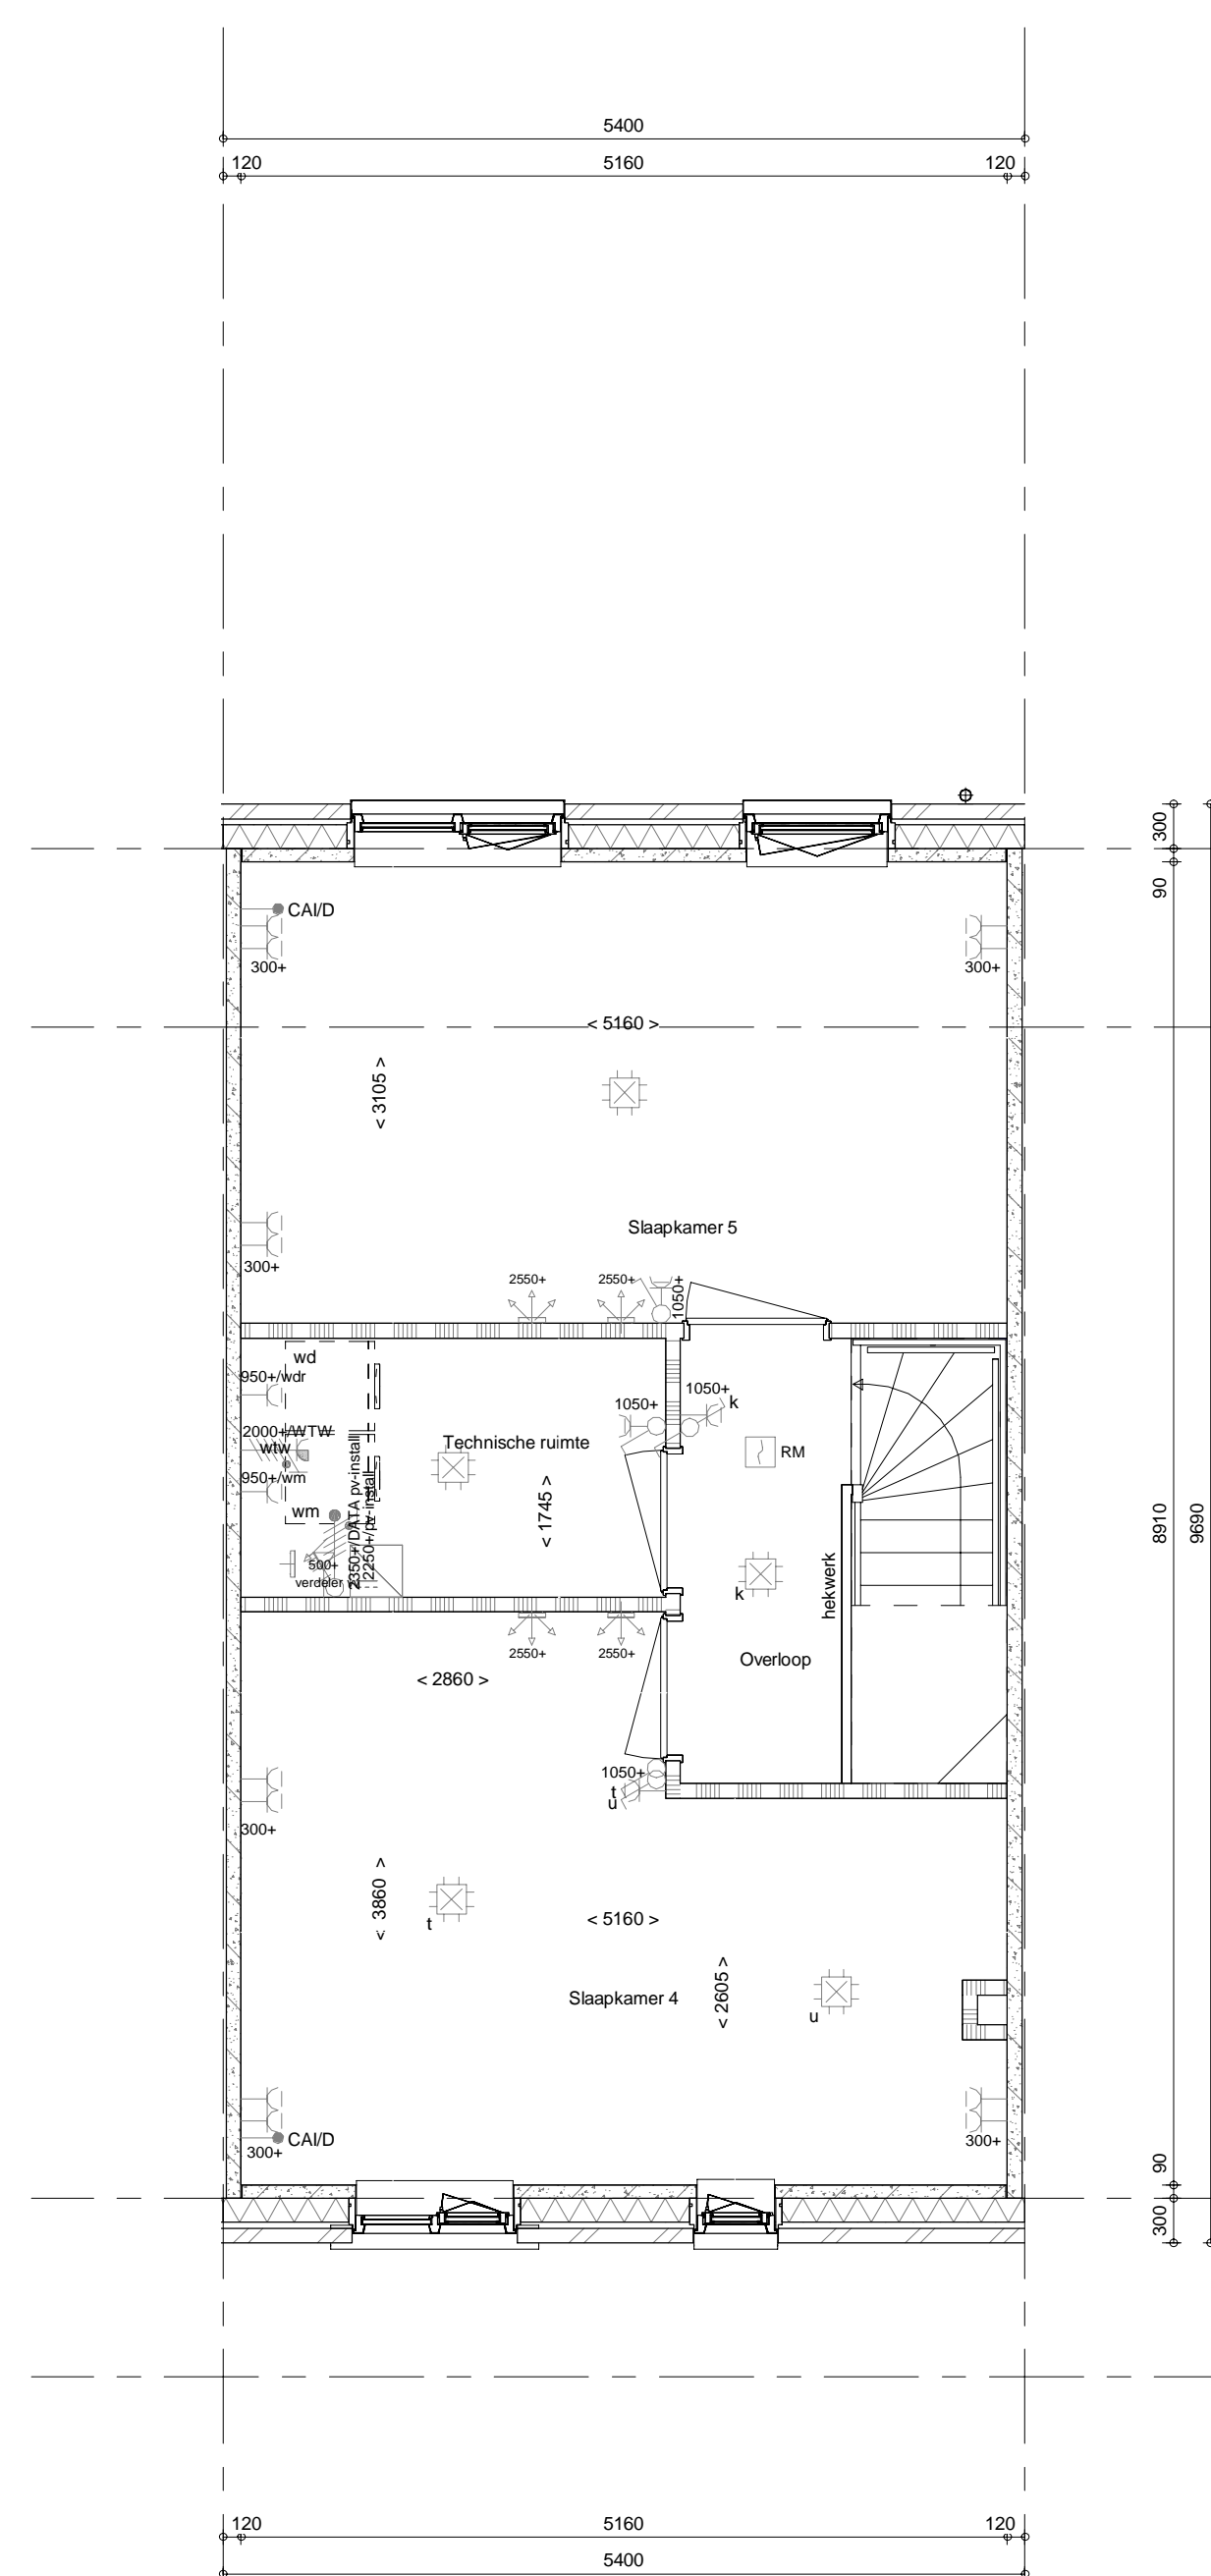 5400
120 5160 120
300
90
CAI/D
300+ 300+
< 5160 >
< 3105 >
Slaapkamer 5
300+
2550+ 2550+ 1050+
wd
950+/wdr
1050+ 1050+ k
2000+/WTW
wtw
Technische ruimte
RM
950+/wm
wm
2350+/DATA pv-install
2250+/pv-install
< 1745 >
8910
9690
500+
verdeler
k
hekwerk
2550+ 2550+
Overloop
< 2860 >
1050+
t
u
300+
< 3860 >
< 5160 >
t
< 2605 >
Slaapkamer 4
u
CAI/D
300+ 300+
90
300
120 5160 120
5400